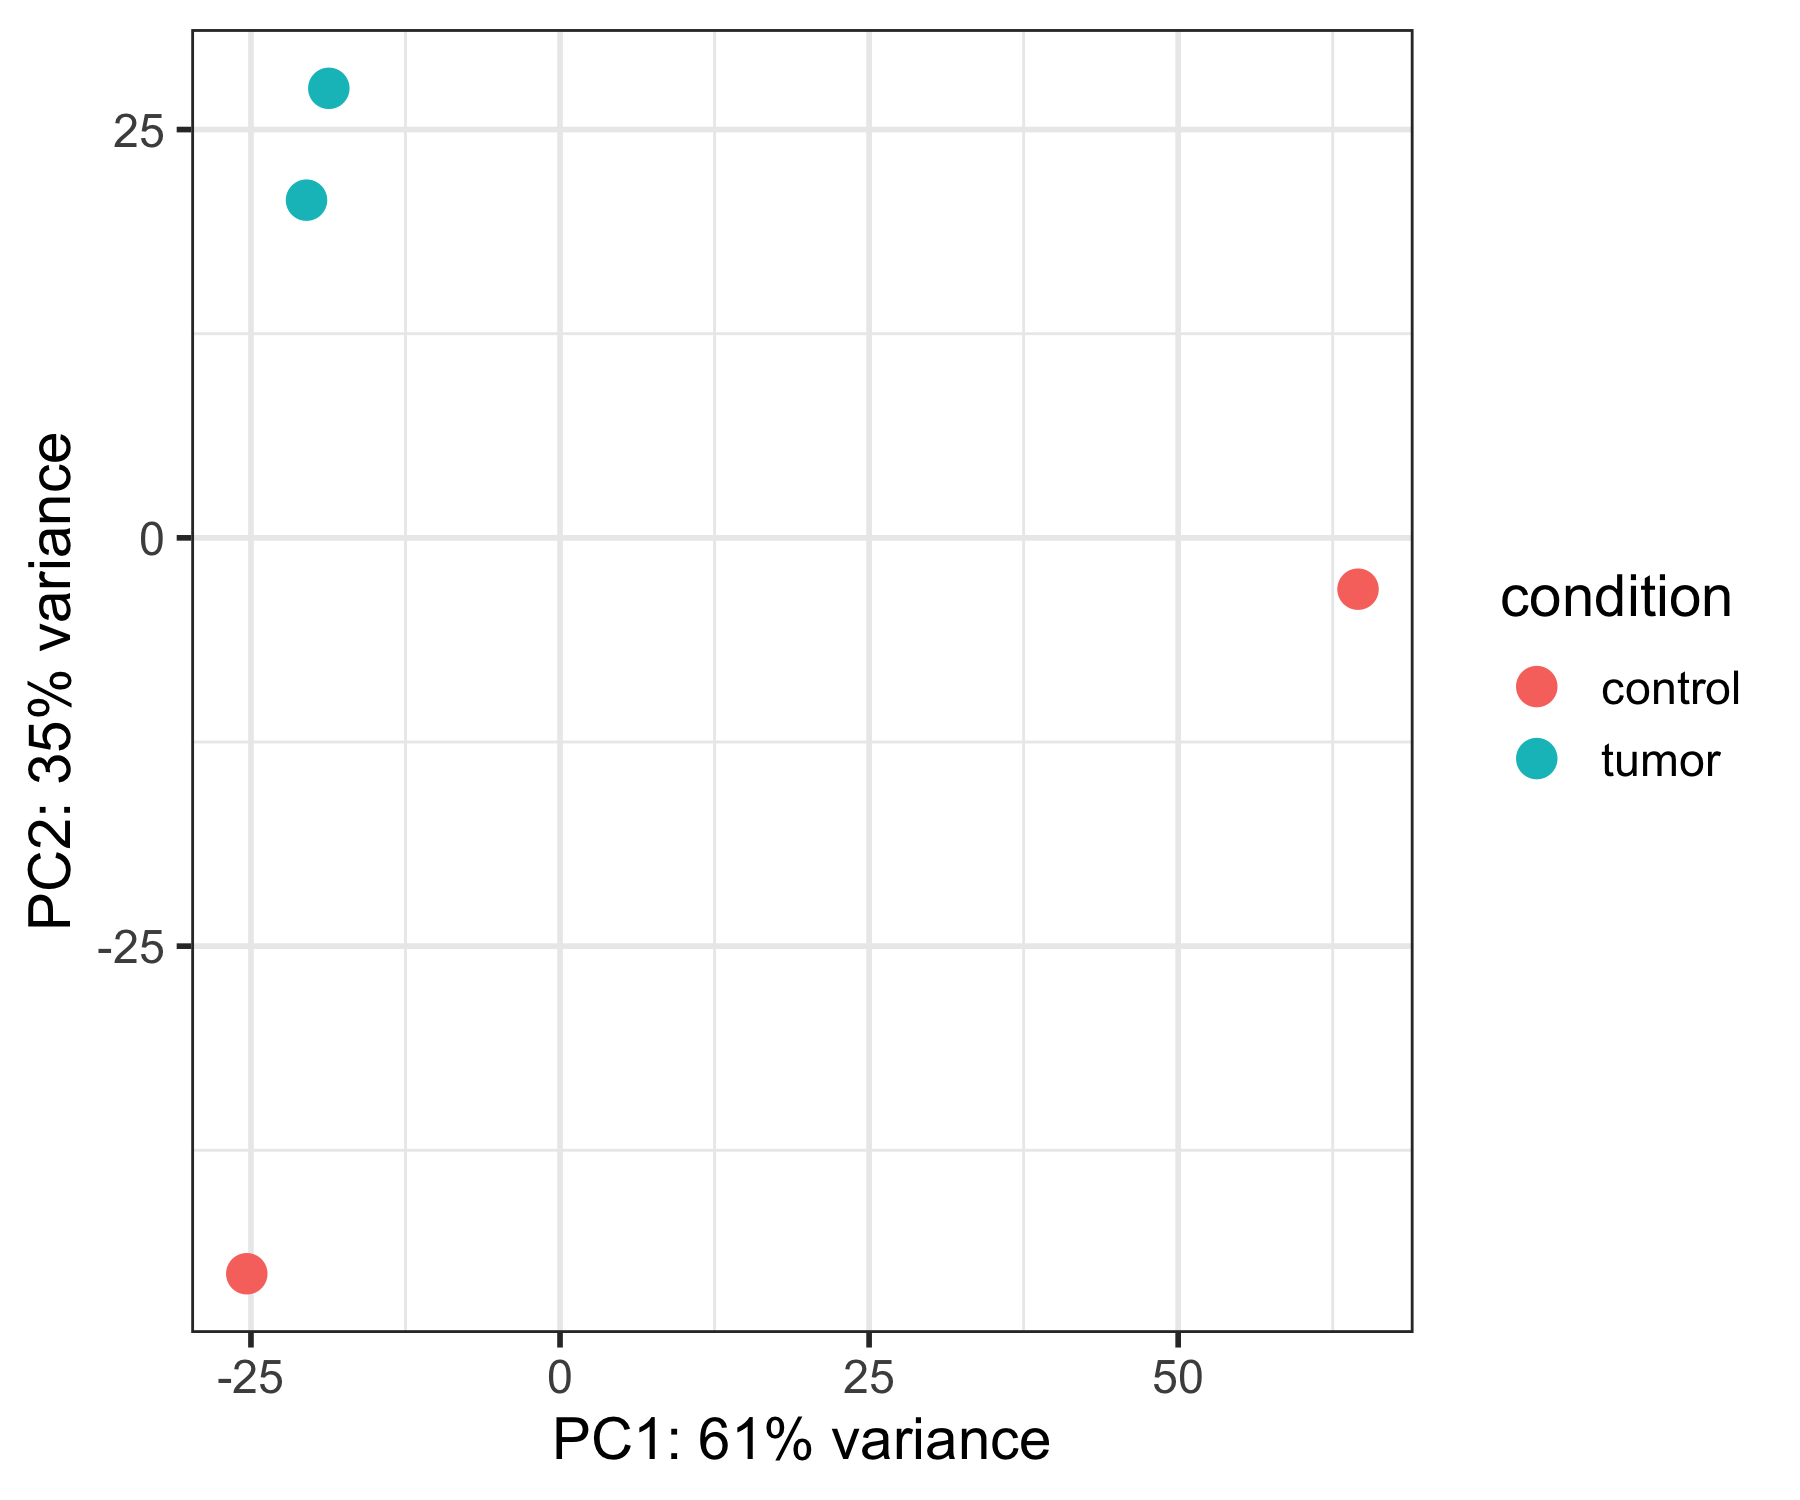 25
0
-25
PC2: 35% variance
-25 0 25 50
PC1: 61% variance
condition
control
tumor